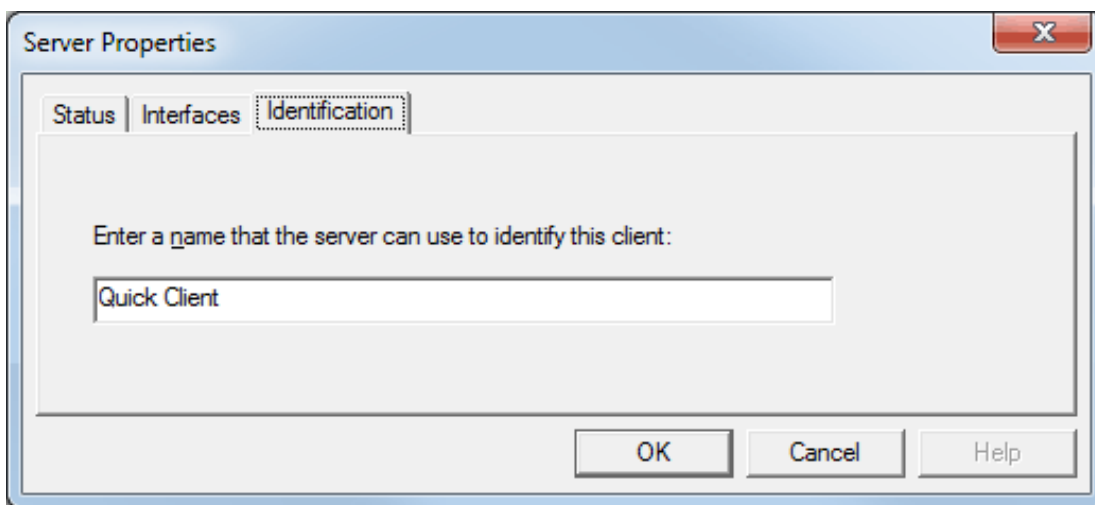 Server Properties
Status Interfaces Identification
Enter a name that the server can use to identify this client:
Quick Client
OK Cancel Help